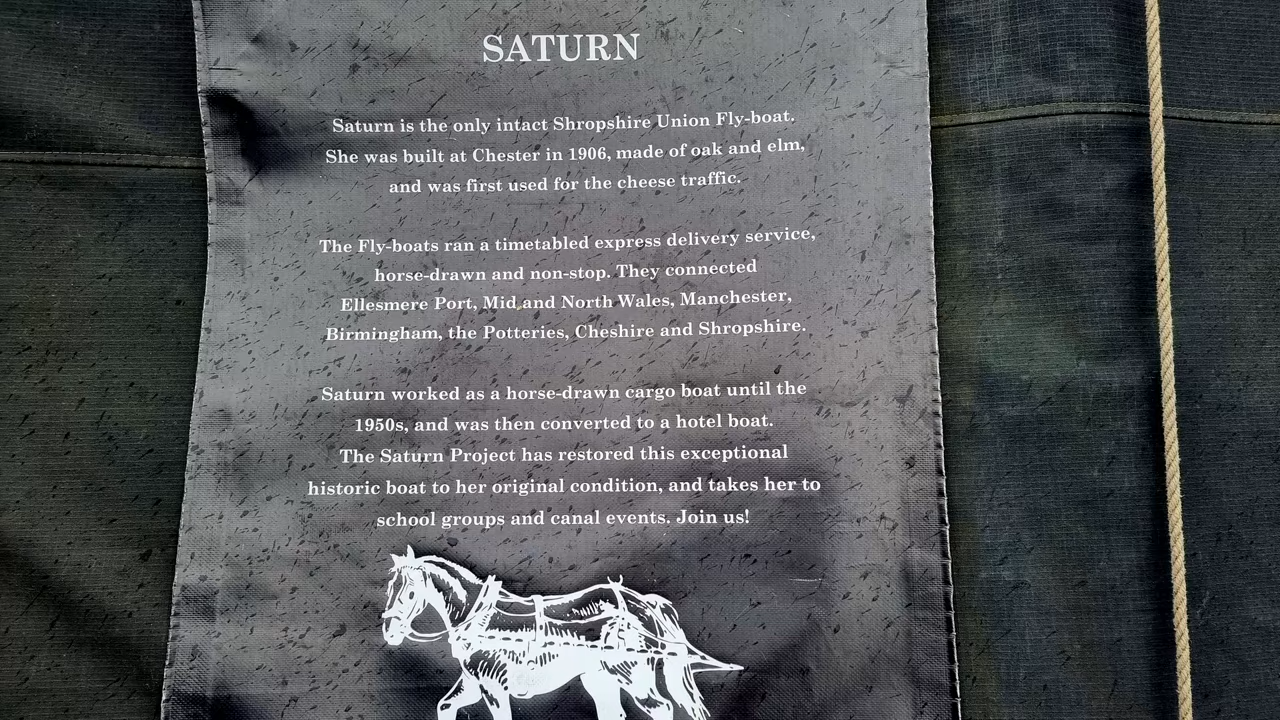 SATURN
Saturn is the only intact Shropshire Union Fly-boat.
She was built at Chester in 1906, made of oak and elm,
and was first used for the cheese traffic.
The Fly-boats ran a timetabled express delivery service,
horse-drawn and non-stop. They connected
Ellesmere Port, Mid and North Wales, Manchester,
Birmingham, the Potteries, Cheshire and Shropshire.
Saturn worked as a horse-drawn cargo boat until the
1950s, and was then converted to a hotel boat.
The Saturn Project has restored this exceptional
historic boat to her original condition, and takes her to
school groups and canal events. Join us!